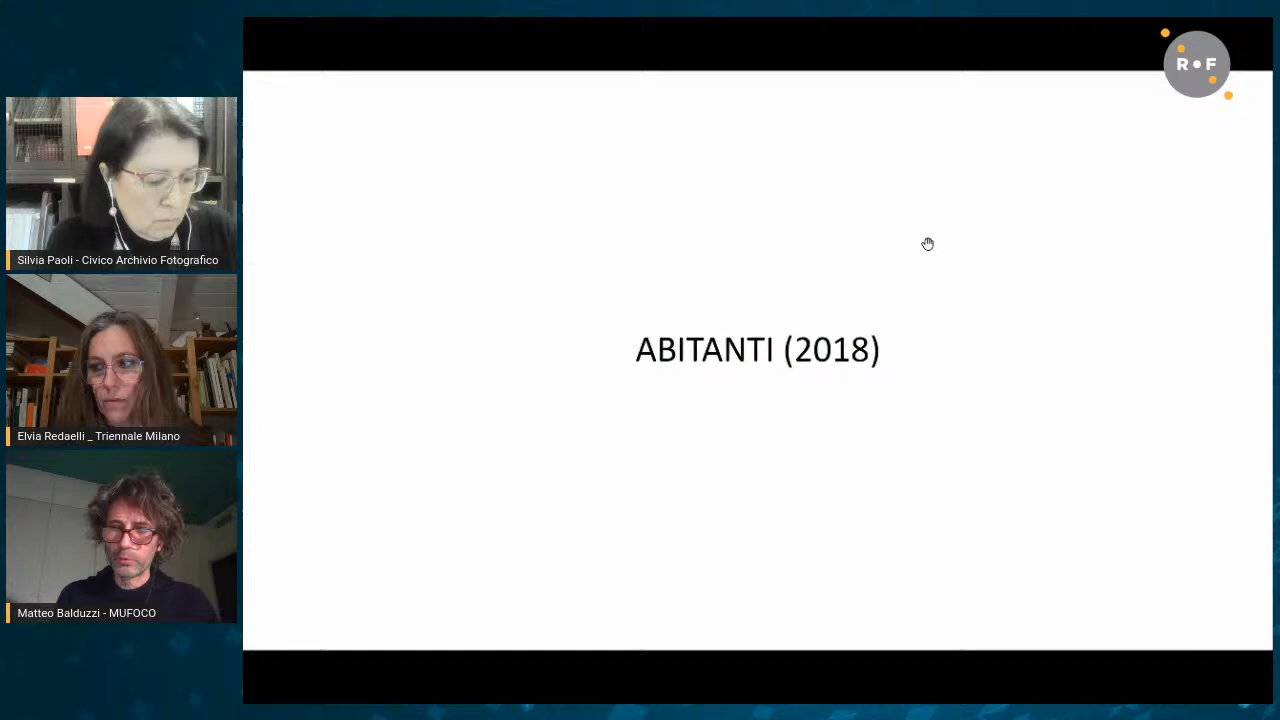 R●F
Silvia Paoli - Civico Archivio Fotografico
ABITANTI (2018)
Elvia Redaelli _ Triennale Milano
Matteo Balduzzi - MUFOCO